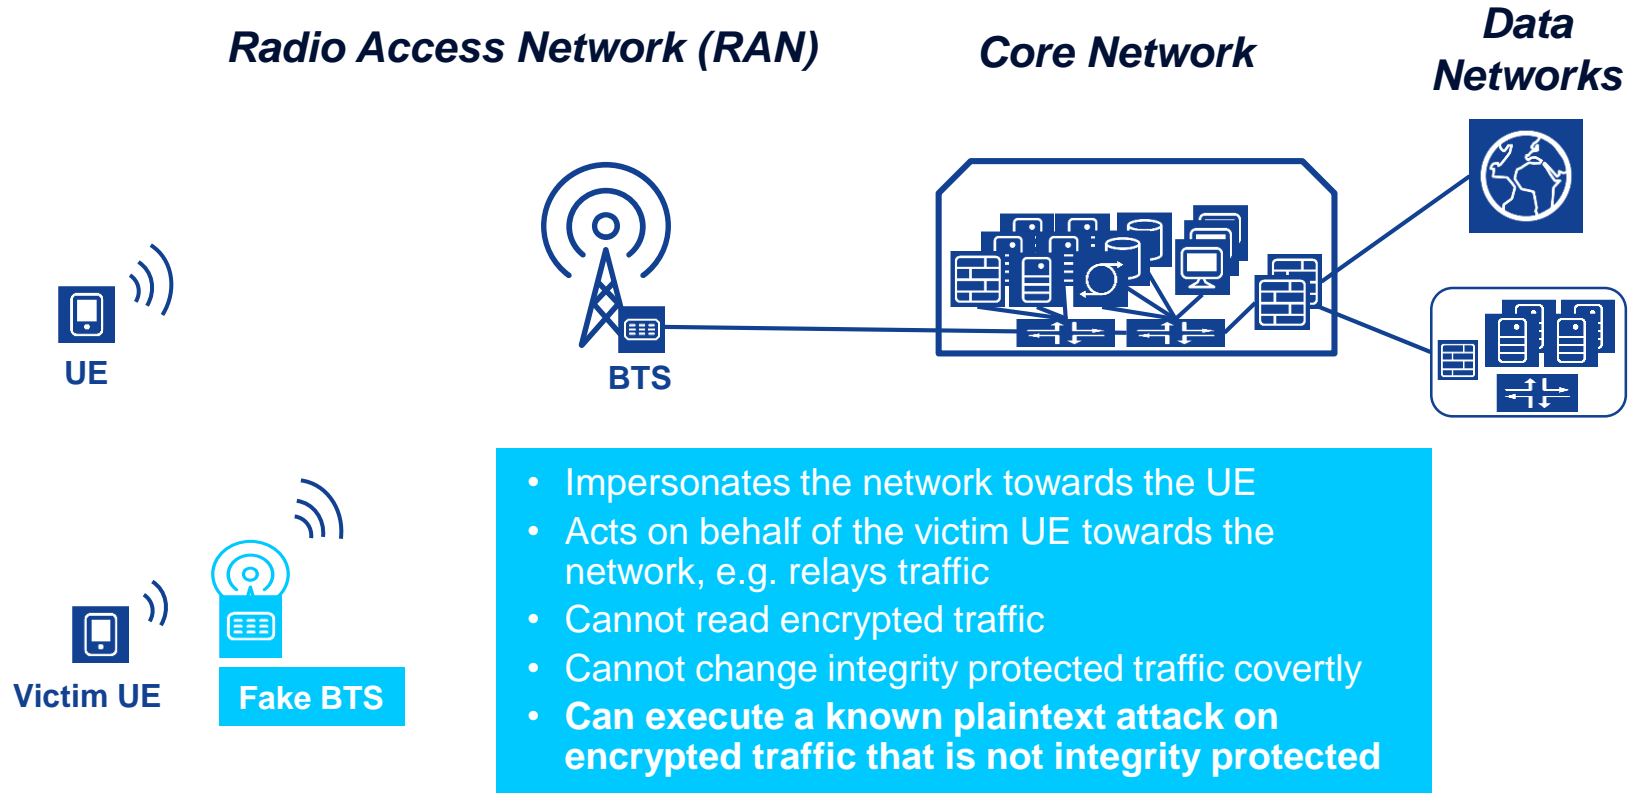 Radio Access Network (RAN)
Core Network
Data
Networks
UE
BTS
Victim UE
Fake BTS
• Impersonates the network towards the UE
• Acts on behalf of the victim UE towards the
network, e.g. relays traffic
• Cannot read encrypted traffic
• Cannot change integrity protected traffic covertly
• Can execute a known plaintext attack on
encrypted traffic that is not integrity protected